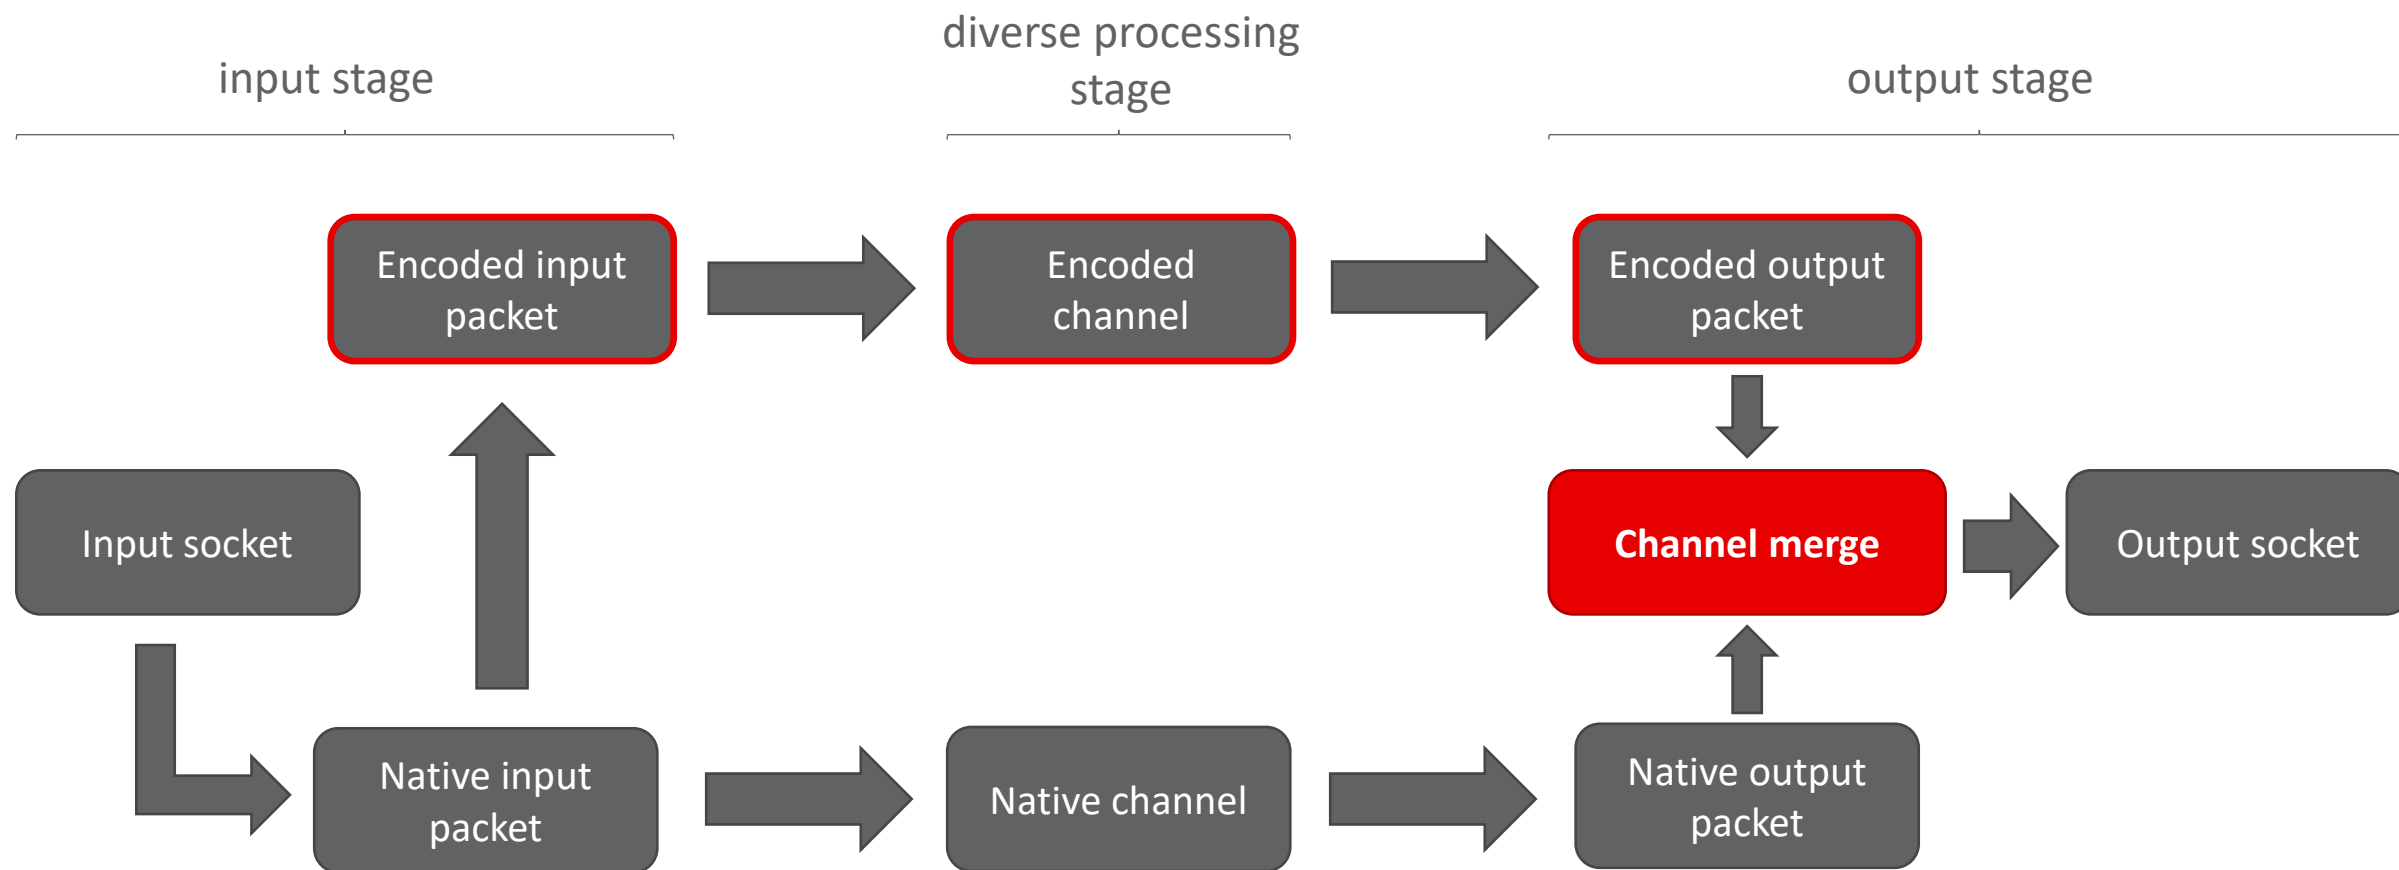 input stage
diverse processing
stage
output stage
Encoded input
packet
Encoded
channel
Encoded output
packet
Input socket
Channel merge
Output socket
Native input
packet
Native channel
Native output
packet